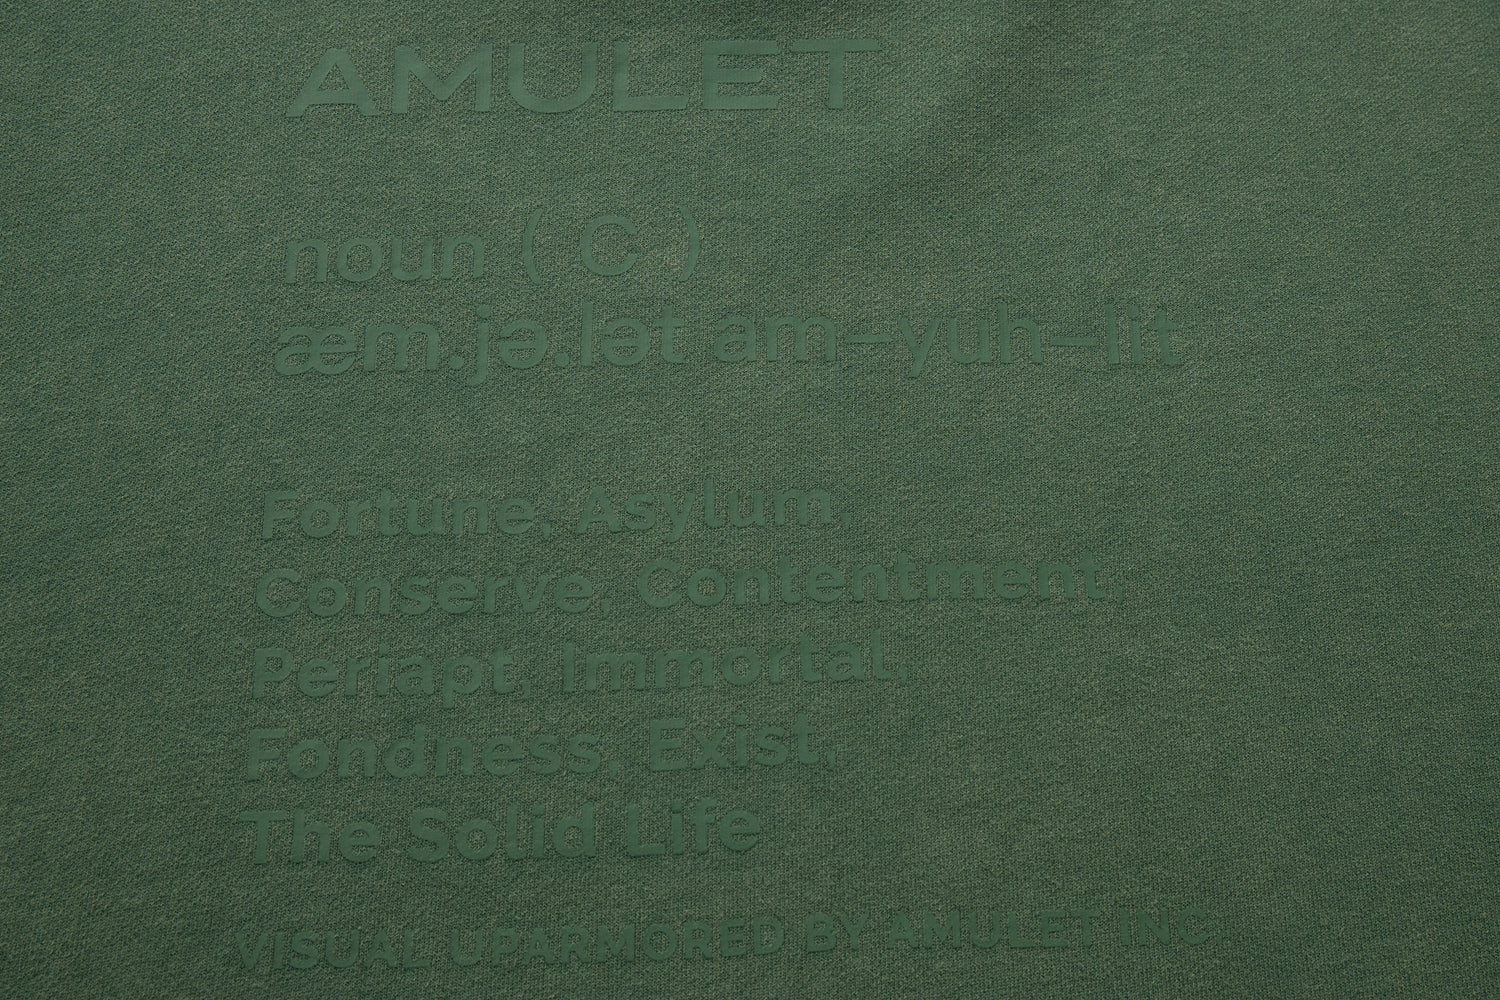 AMULET
noun ( C )
æm.jə.lət am–yuh–lit
Fortune, Asylum,
Conserve, Contentment,
Periapt, Immortal,
Fondness, Exist,
The Solid Life
VISUAL UPARMORED BY AMULET INC